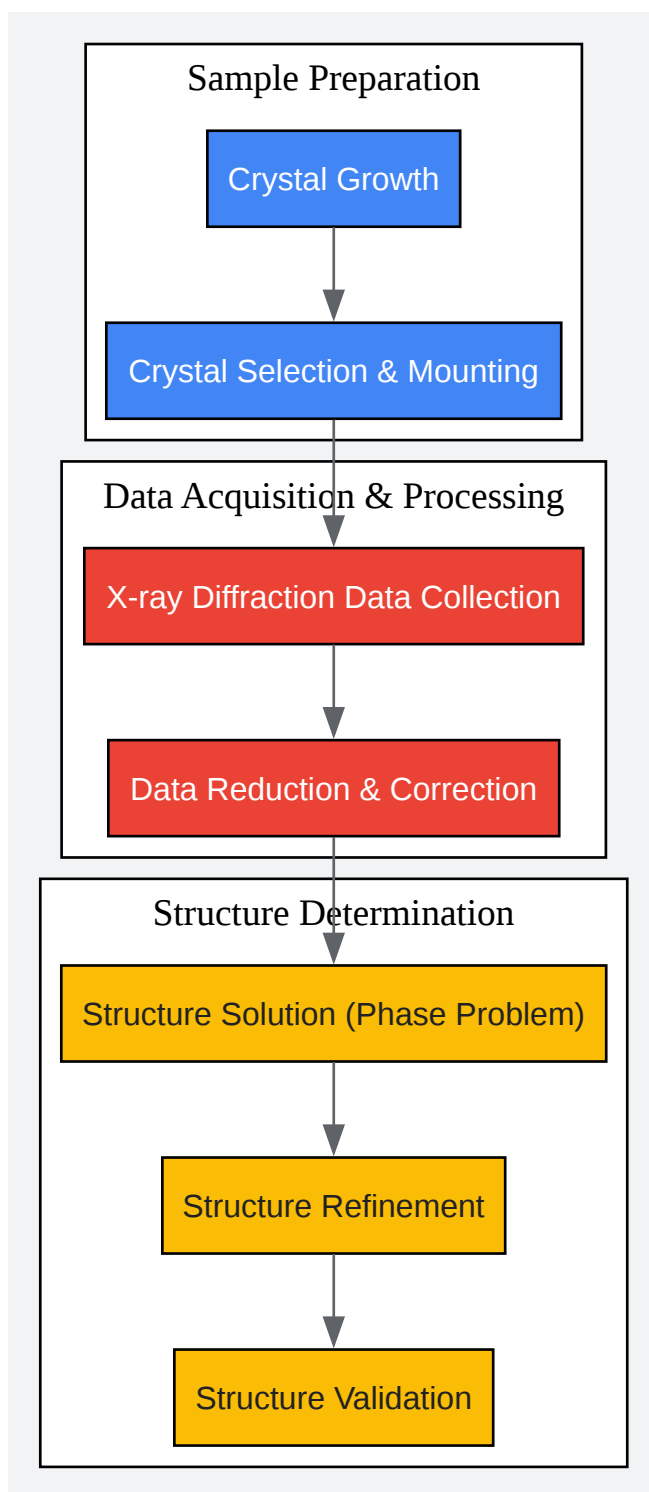 Sample Preparation
Crystal Growth
Crystal Selection & Mounting
Data Acquisition & Processing
X-ray Diffraction Data Collection
Data Reduction & Correction
Structure Determination
Structure Solution (Phase Problem)
Structure Refinement
Structure Validation